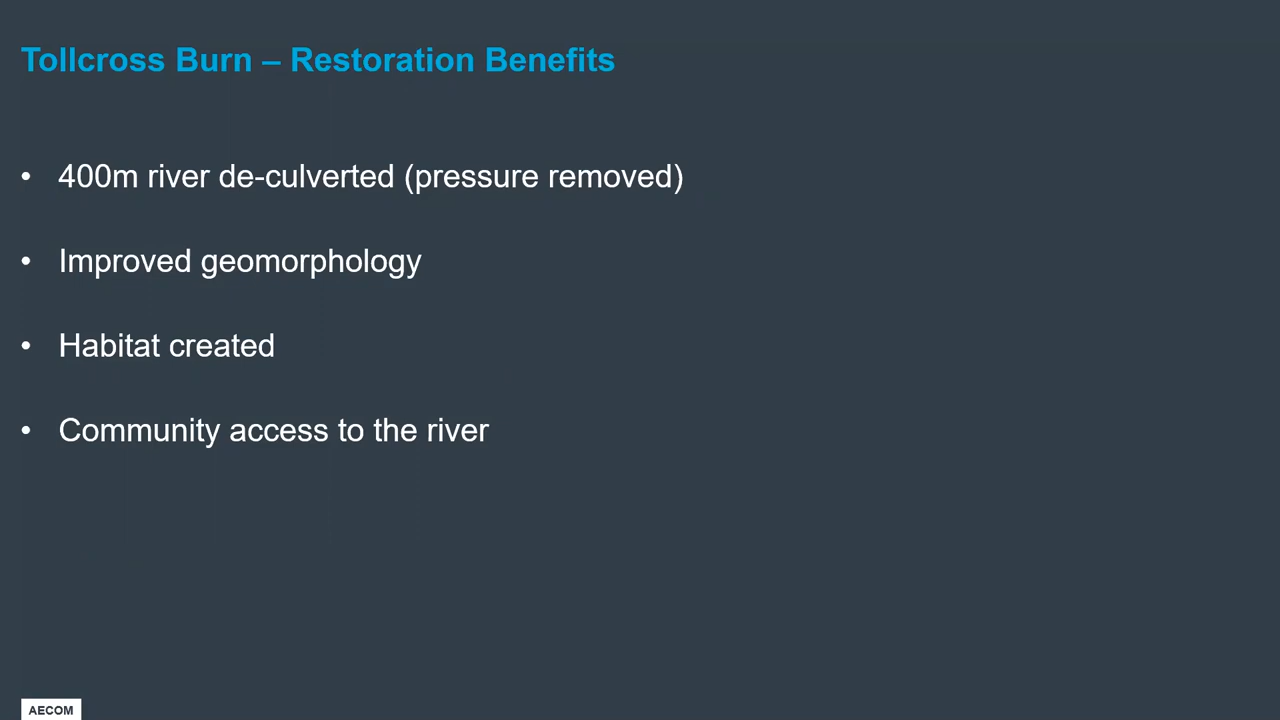 Tollcross Burn – Restoration Benefits
• 400m river de-culverted (pressure removed)
• Improved geomorphology
• Habitat created
• Community access to the river
AECOM